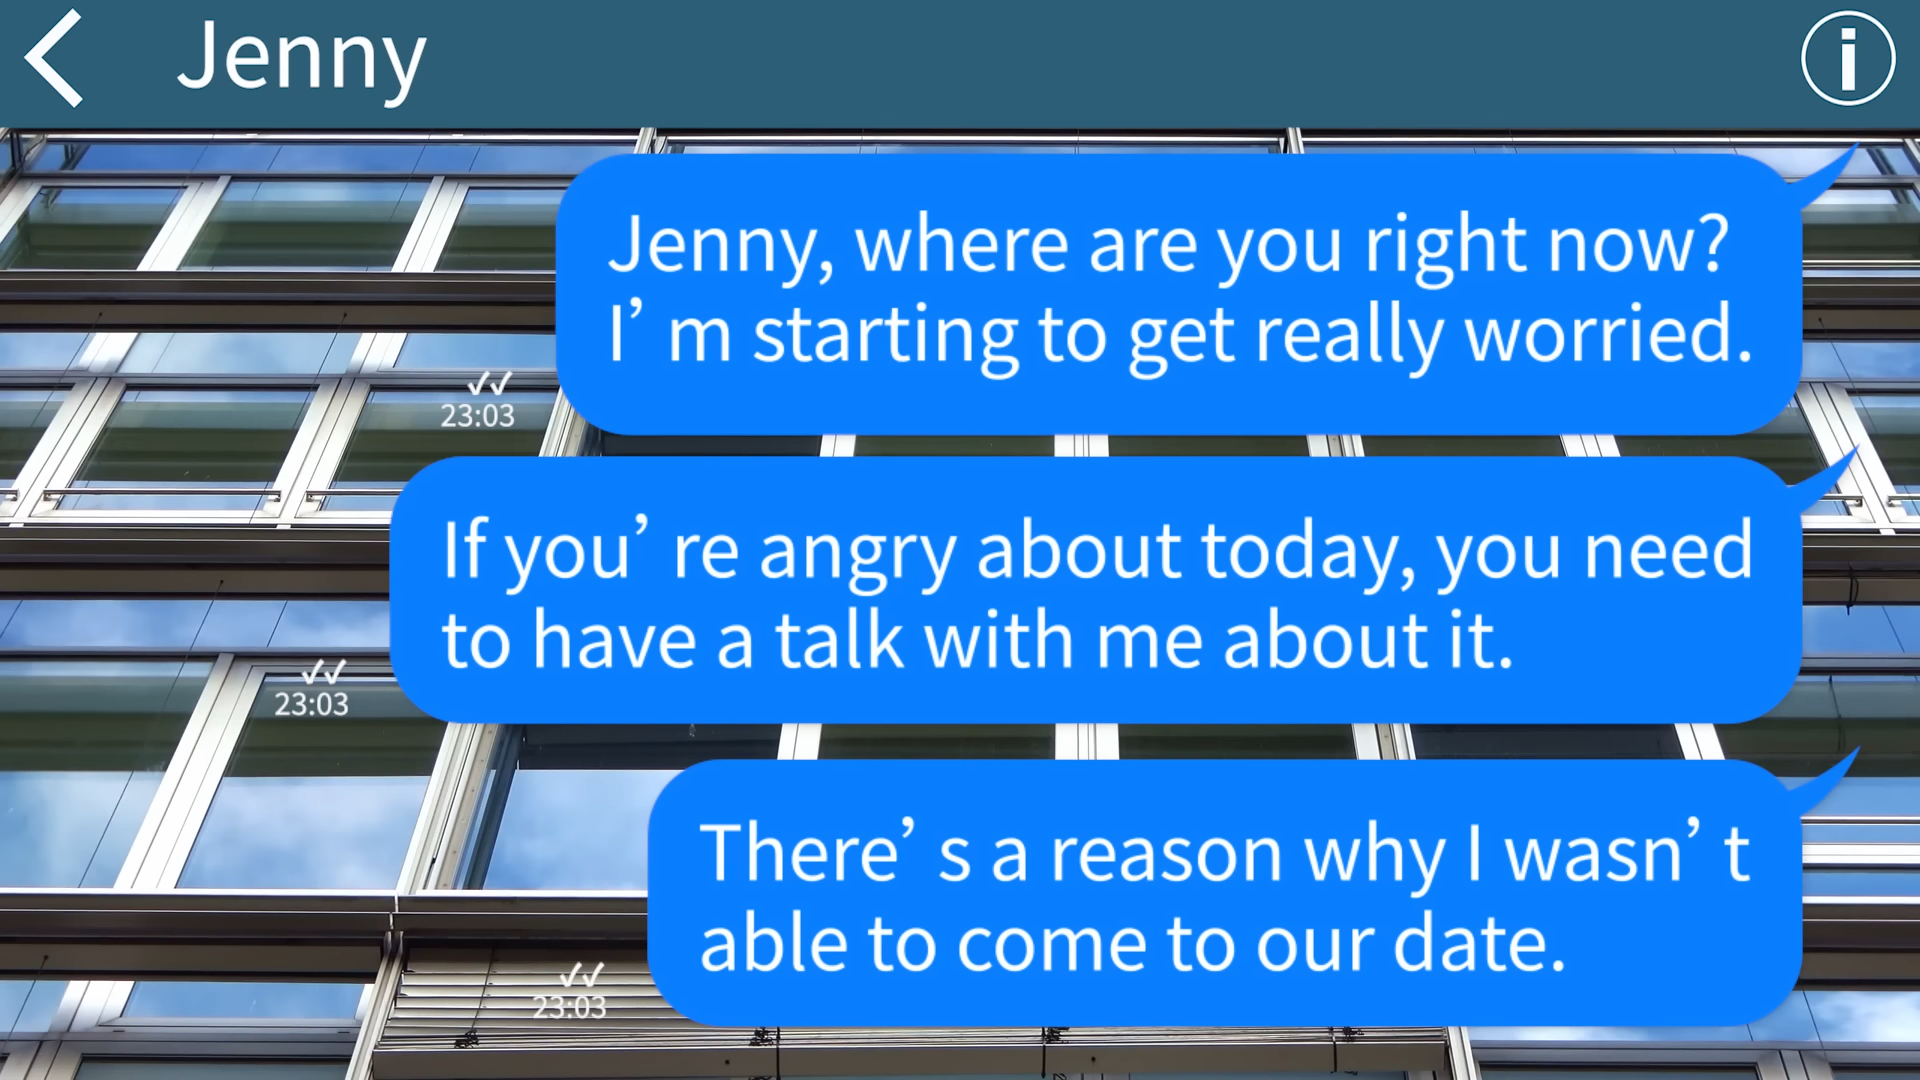 Jenny
Jenny, where are you right now?
I’m starting to get really worried.
23:03
If you’re angry about today, you need
to have a talk with me about it.
23:03
There’s a reason why I wasn’t
able to come to our date.
23:03